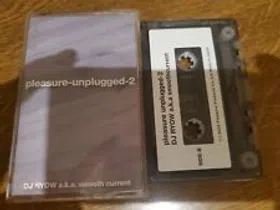 pleasure-unplugged-2
DJ RYOW a.k.a. smooth current
pleasure unplugged-2
DJ RYOW a.k.a smoothcurrent